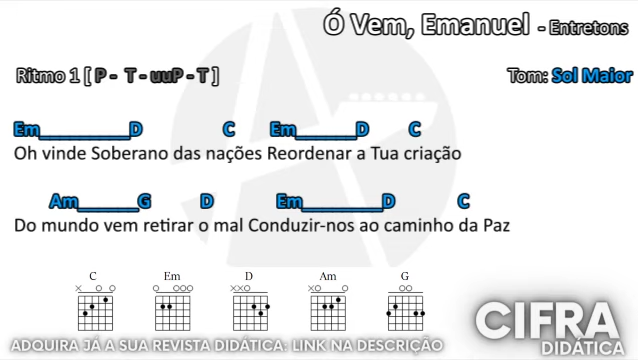 Ó Vem, Emanuel - Entretons
Ritmo 1 [ P - T - uuP - T ] Tom: Sol Maior
Em__________D C Em______D C
Oh vinde Soberano das nações Reordenar a Tua criação
Am______G D Em________D C
Do mundo vem retirar o mal Conduzir-nos ao caminho da Paz
C Em D Am G
CIFRA
DIDÁTICA
ADQUIRA JÁ A SUA REVISTA DIDÁTICA: LINK NA DESCRIÇÃO